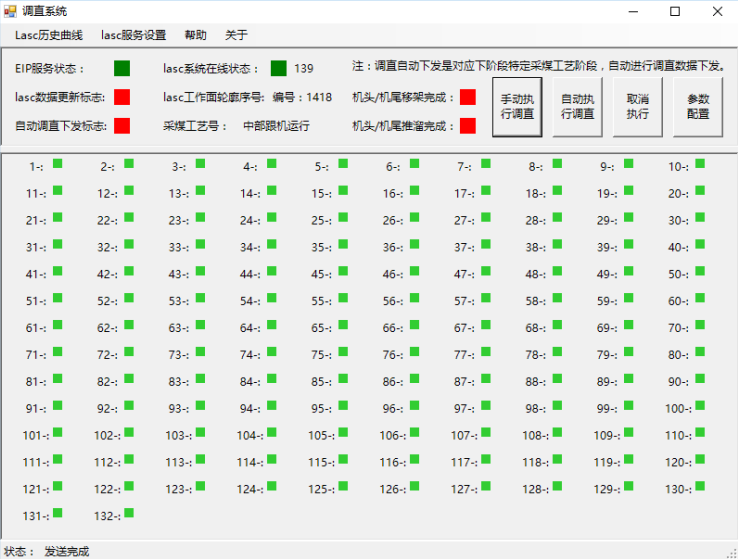 调直系统
Lasc历史曲线 lasc服务设置 帮助 关于
EIP服务状态： lasc系统在线状态： 139 注：调直自动下发是对应下阶段特定采煤工艺阶段，自动进行调直数据下发。
lasc数据更新标志: lasc工作面轮廓序号: 编号：1418 机头/机尾移架完成：
自动调直下发标志: 采煤工艺号： 中部跟机运行 机头/机尾推溜完成：
手动执
行调直
自动执
行调直
取消
执行
参数
配置
1-: 2-: 3-: 4-: 5-: 6-: 7-: 8-: 9-: 10-:
11-: 12-: 13-: 14-: 15-: 16-: 17-: 18-: 19-: 20-:
21-: 22-: 23-: 24-: 25-: 26-: 27-: 28-: 29-: 30-:
31-: 32-: 33-: 34-: 35-: 36-: 37-: 38-: 39-: 40-:
41-: 42-: 43-: 44-: 45-: 46-: 47-: 48-: 49-: 50-:
51-: 52-: 53-: 54-: 55-: 56-: 57-: 58-: 59-: 60-:
61-: 62-: 63-: 64-: 65-: 66-: 67-: 68-: 69-: 70-:
71-: 72-: 73-: 74-: 75-: 76-: 77-: 78-: 79-: 80-:
81-: 82-: 83-: 84-: 85-: 86-: 87-: 88-: 89-: 90-:
91-: 92-: 93-: 94-: 95-: 96-: 97-: 98-: 99-: 100-:
101-: 102-: 103-: 104-: 105-: 106-: 107-: 108-: 109-: 110-:
111-: 112-: 113-: 114-: 115-: 116-: 117-: 118-: 119-: 120-:
121-: 122-: 123-: 124-: 125-: 126-: 127-: 128-: 129-: 130-:
131-: 132-:
状态： 发送完成